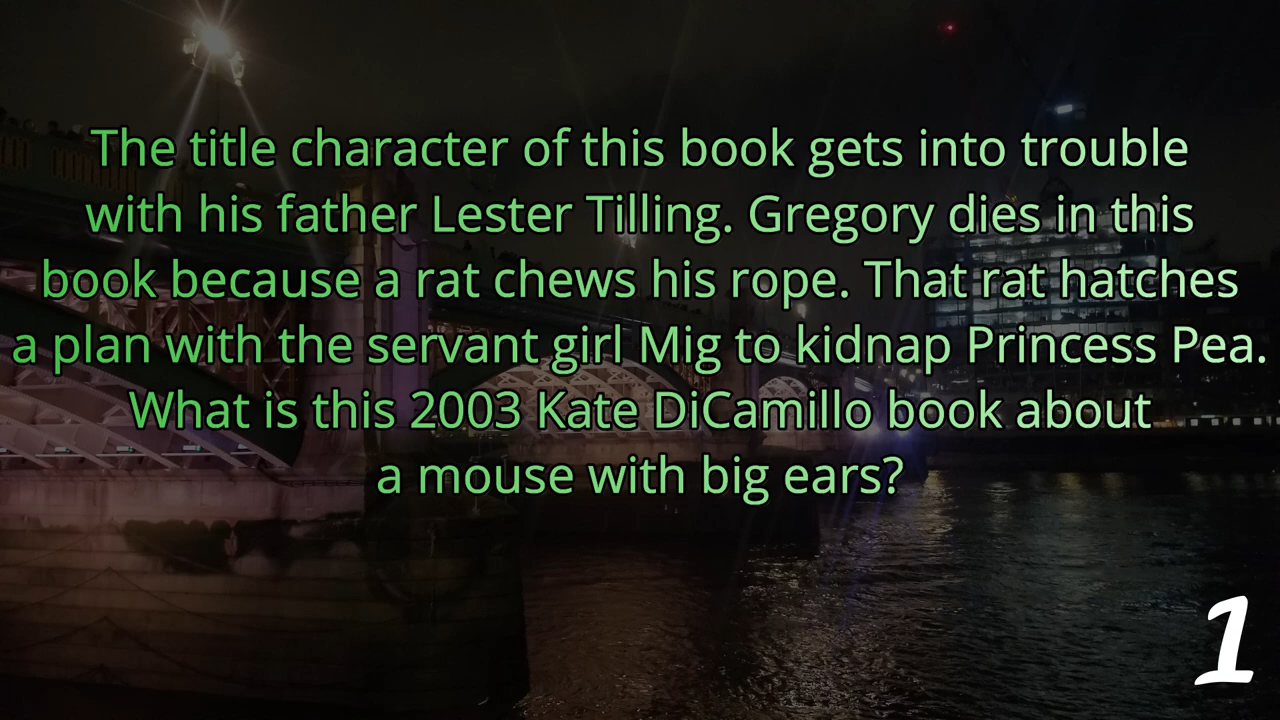 The title character of this book gets into trouble
with his father Lester Tilling. Gregory dies in this
book because a rat chews his rope. That rat hatches
a plan with the servant girl Mig to kidnap Princess Pea.
What is this 2003 Kate DiCamillo book about
a mouse with big ears?
1